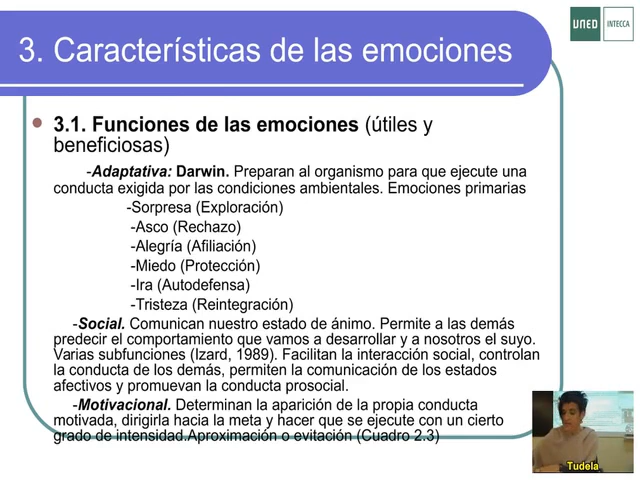 UNED INTECCA
3. Características de las emociones
3.1. Funciones de las emociones (útiles y
beneficiosas)
-Adaptativa: Darwin. Preparan al organismo para que ejecute una
conducta exigida por las condiciones ambientales. Emociones primarias
-Sorpresa (Exploración)
-Asco (Rechazo)
-Alegría (Afiliación)
-Miedo (Protección)
-Ira (Autodefensa)
-Tristeza (Reintegración)
-Social. Comunican nuestro estado de ánimo. Permite a las demás
predecir el comportamiento que vamos a desarrollar y a nosotros el suyo.
Varias subfunciones (Izard, 1989). Facilitan la interacción social, controlan
la conducta de los demás, permiten la comunicación de los estados
afectivos y promuevan la conducta prosocial.
-Motivacional. Determinan la aparición de la propia conducta
motivada, dirigirla hacia la meta y hacer que se ejecute con un cierto
grado de intensidad.Aproximación o evitación (Cuadro 2.3)
Tudela